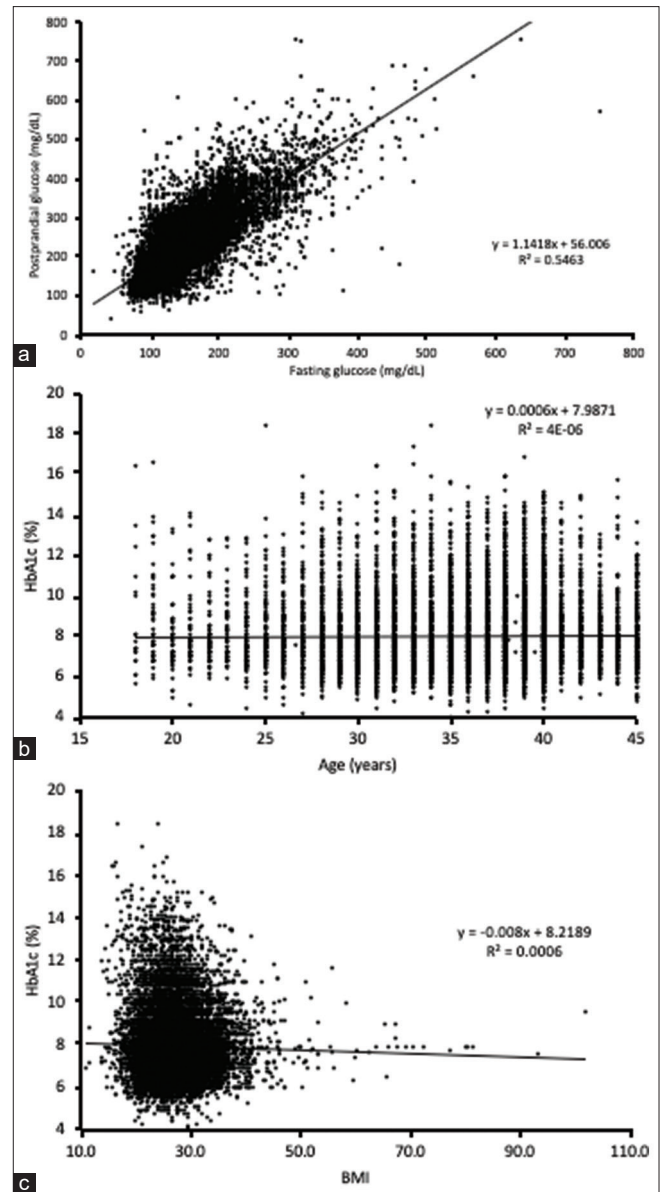 800
700
600
500
400
300
200
100
0
Postprandial glucose (mg/dL)
y = 1.1418x + 56.006
R² = 0.5463
0 100 200 300 400 500 600 700 800
Fasting glucose (mg/dL)
a
20
18
16
14
12
10
8
6
4
HbA1c (%)
y = 0.0006x + 7.9871
R² = 4E-06
15 20 25 30 35 40 45
Age (years)
b
20
18
16
14
12
10
8
6
4
HbA1c (%)
y = -0.008x + 8.2189
R² = 0.0006
10.0 30.0 50.0 70.0 90.0 110.0
BMI
c